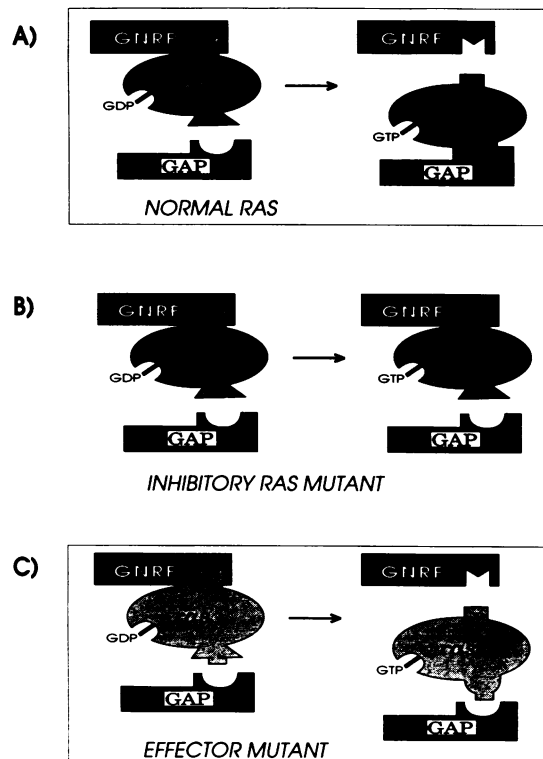 A)
GNRF
GDP
GTP
GAP
GAP
NORMAL RAS
B)
GNRF
GNRF
GDP
GTP
GAP
GAP
INHIBITORY RAS MUTANT
C)
GNRF
GNRF
GDP
GTP
GAP
GAP
EFFECTOR MUTANT